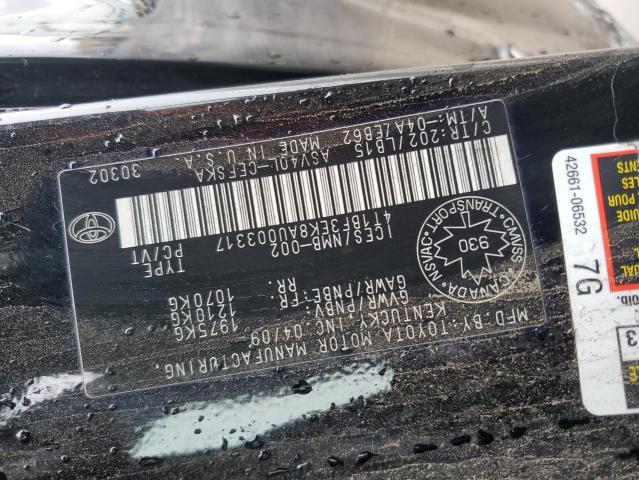 MFD.BY:TOYOTA MOTOR MANUFACTURING,
KENTUCKY INC. 04/09
GVWR/PNBV: 1975KG
GAWR/PNBE:FR. 1210KG
RR. 1070KG
CANADA
NSVAC-TRANSPORT-CMVSS
930
ICES/NMB-002 TYPE
4T1BF3EK8AU003317 PC/VT
C/TR:202/LB15 ASV40L-CEFSKA 30302
A/TM:-04A/EB62 MADE IN U.S.A.
42661-06532
7G